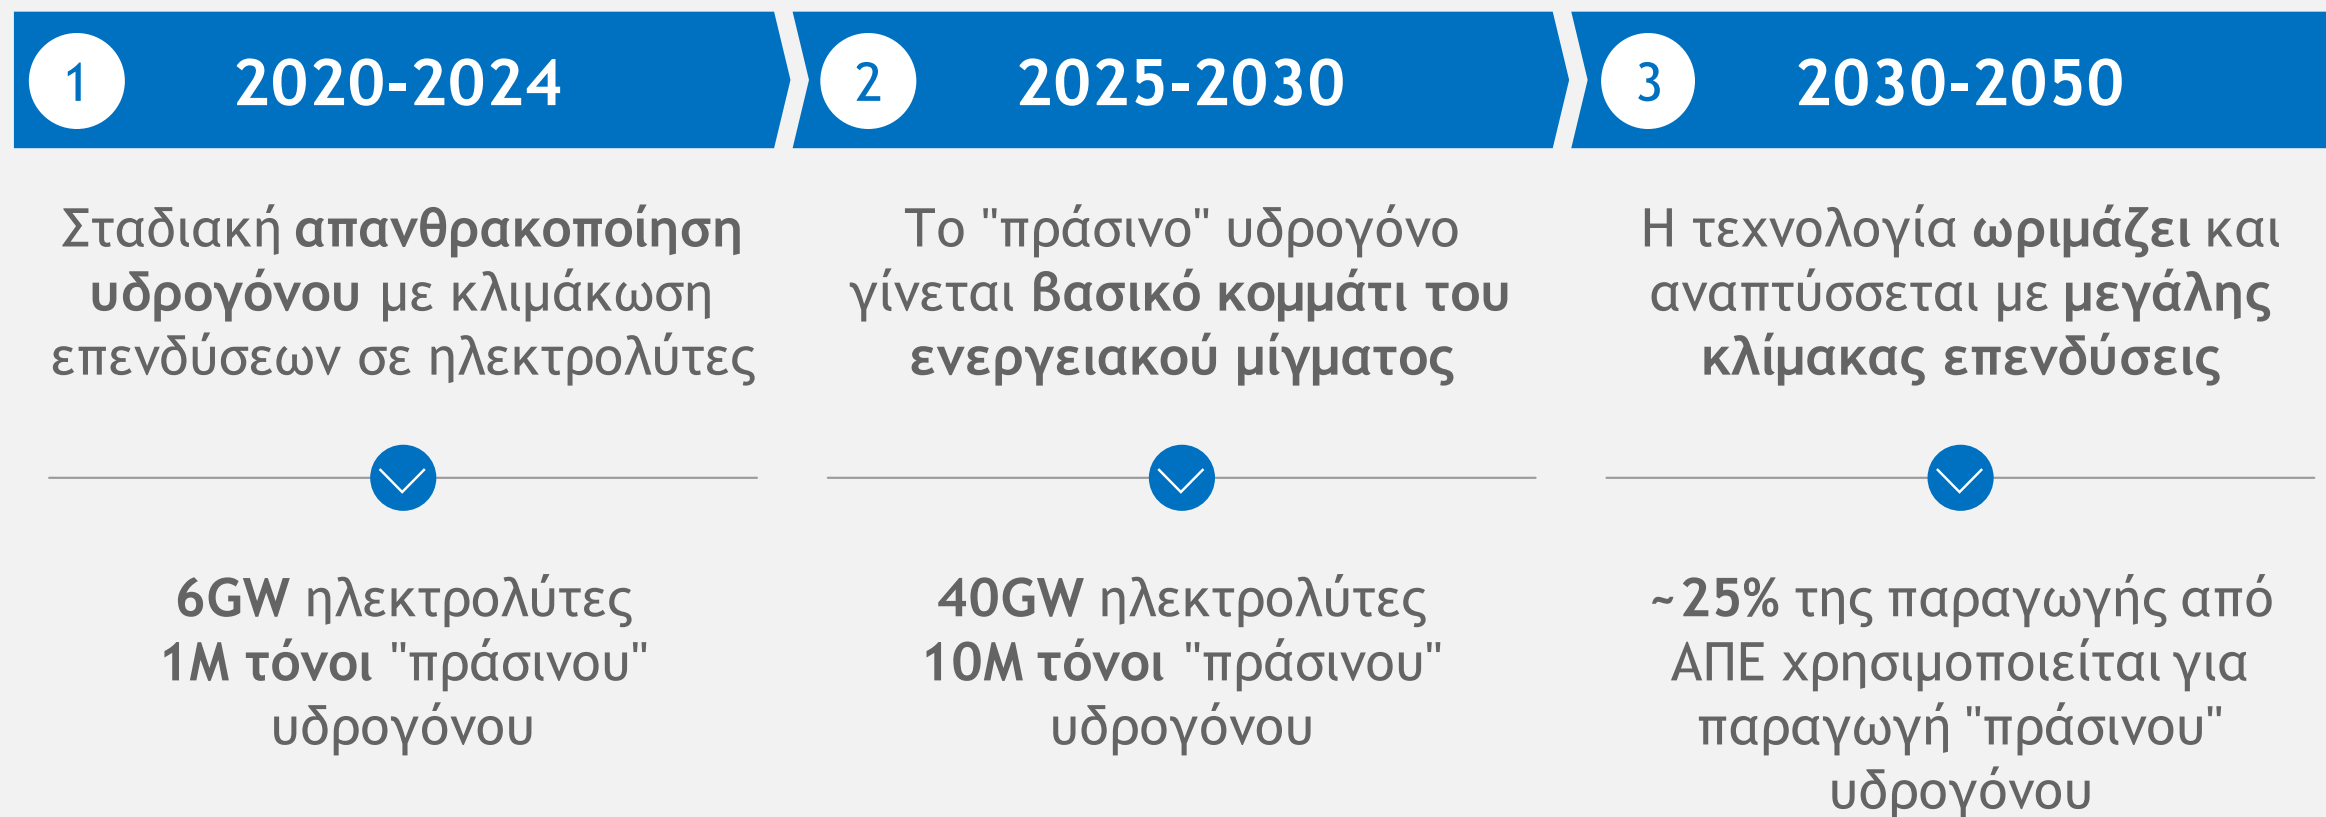 1
2020-2024
2
2025-2030
3
2030-2050
Σταδιακή απανθρακοποίηση
υδρογόνου με κλιμάκωση
επενδύσεων σε ηλεκτρολύτες
Το "πράσινο" υδρογόνο
γίνεται βασικό κομμάτι του
ενεργειακού μίγματος
Η τεχνολογία ωριμάζει και
αναπτύσσεται με μεγάλης
κλίμακας επενδύσεις
6GW ηλεκτρολύτες
1M τόνοι "πράσινου"
υδρογόνου
40GW ηλεκτρολύτες
10M τόνοι "πράσινου"
υδρογόνου
~25% της παραγωγής από
ΑΠΕ χρησιμοποιείται για
παραγωγή "πράσινου"
υδρογόνου